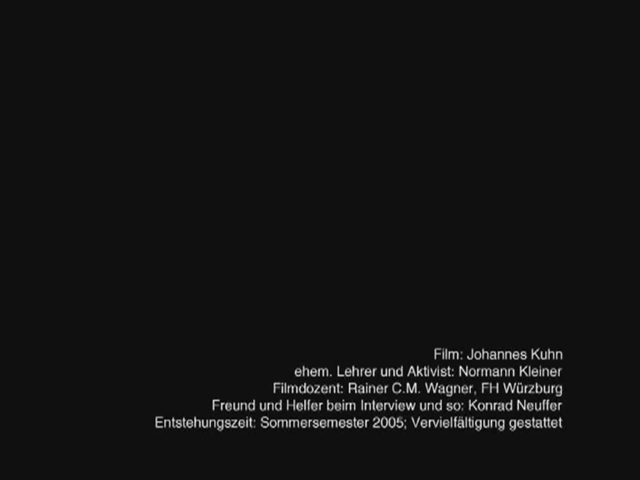 Film: Johannes Kuhn
ehem. Lehrer und Aktivist: Normann Kleiner
Filmdozent: Rainer C.M. Wagner, FH Würzburg
Freund und Helfer beim Interview und so: Konrad Neuffer
Entstehungszeit: Sommersemester 2005; Vervielfältigung gestattet